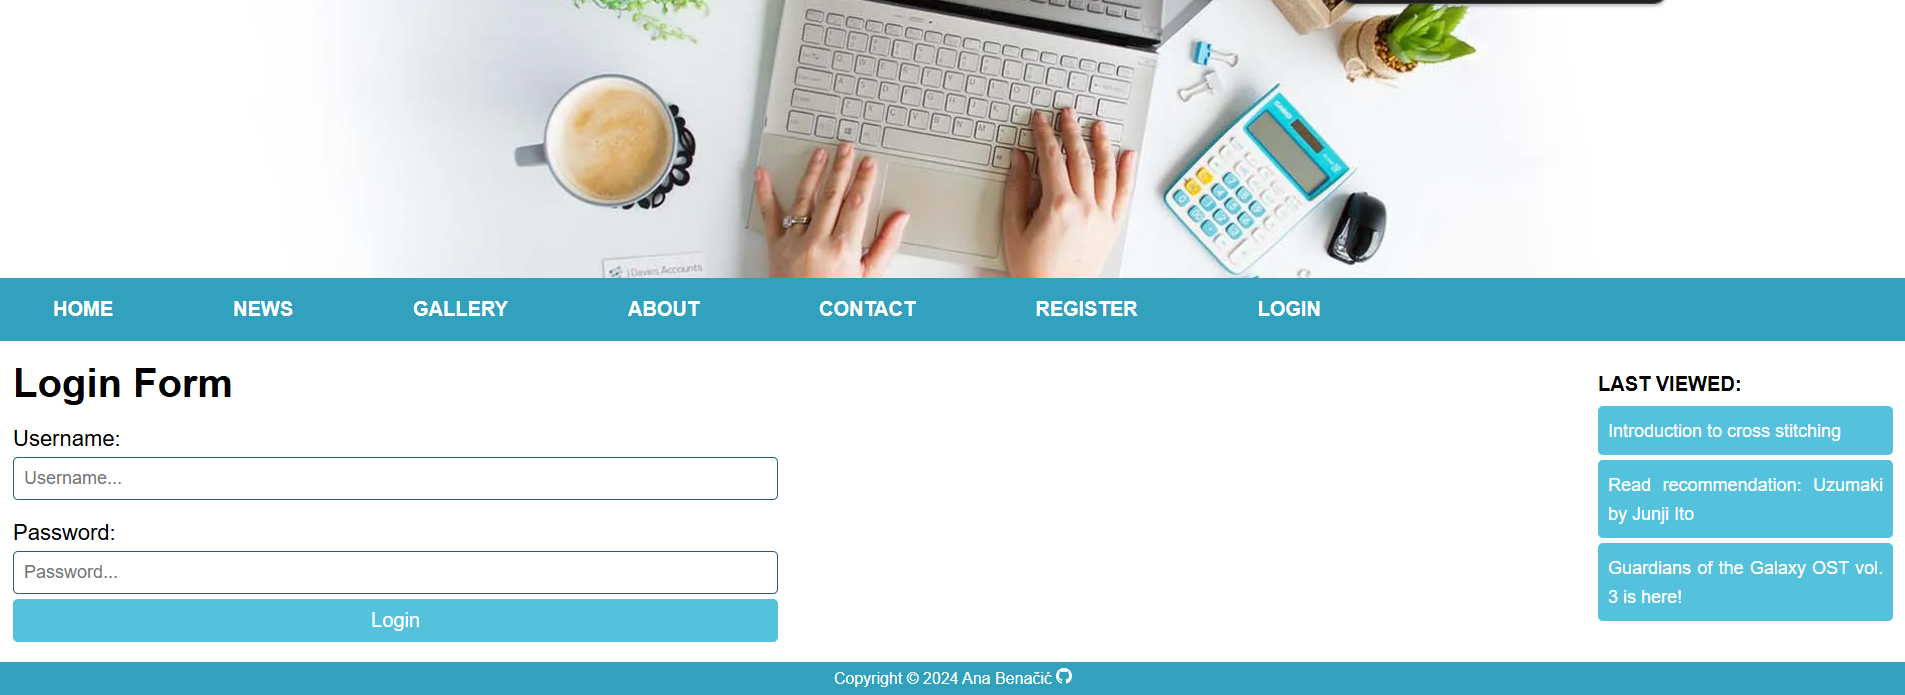 J Davies Accounts
HOME NEWS GALLERY ABOUT CONTACT REGISTER LOGIN
Login Form
Username:
Username...
Password:
Password...
Login
LAST VIEWED:
Introduction to cross stitching
Read recommendation: Uzumaki
by Junji Ito
Guardians of the Galaxy OST vol.
3 is here!
Copyright © 2024 Ana Benačić